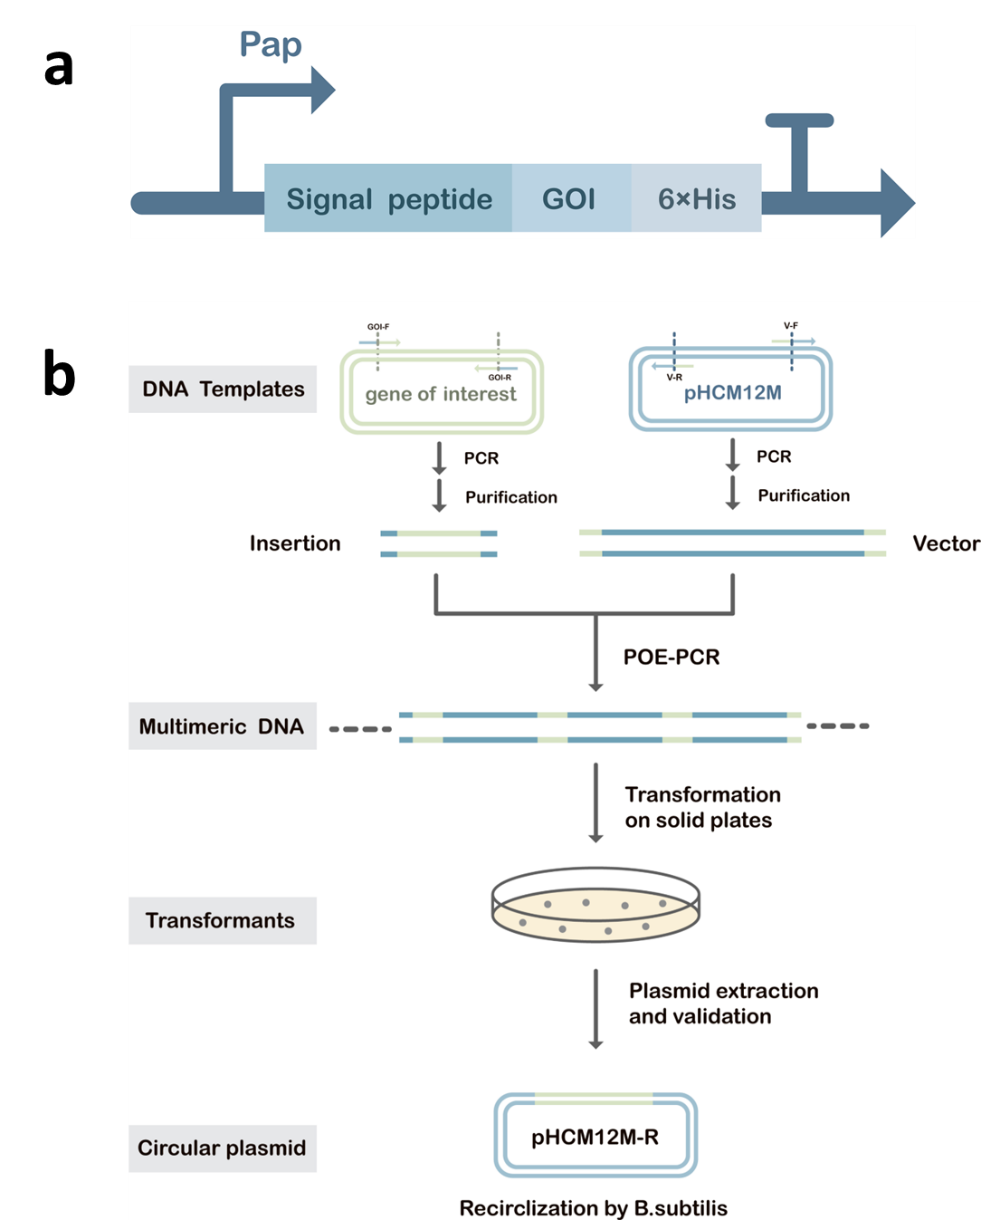 a
Pap
Signal peptide
GOI
6×His
b
DNA Templates
GOI-F
GOI-R
gene of interest
V-F
V-R
pHCM12M
PCR
PCR
Purification
Purification
Insertion
Vector
POE-PCR
Multimeric DNA
Transformation
on solid plates
Transformants
Plasmid extraction
and validation
Circular plasmid
pHCM12M-R
Recirclization by B.subtilis